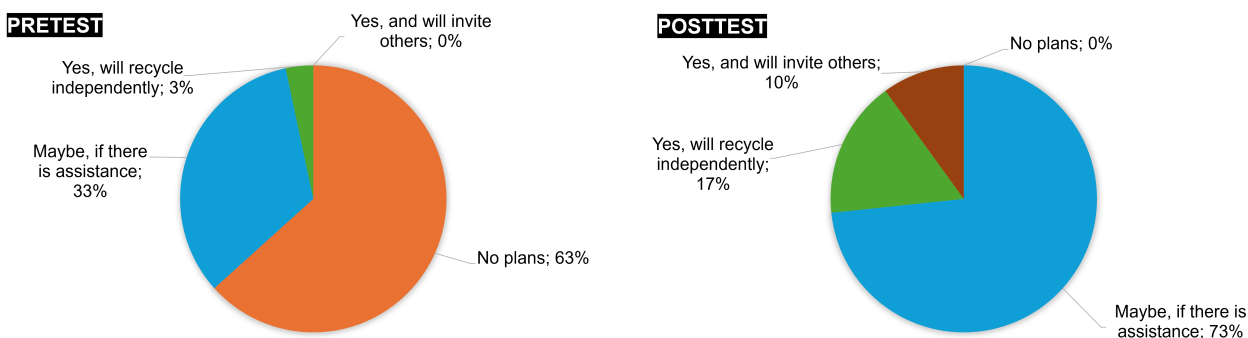 PRETEST
Yes, and will invite
others; 0%
Yes, will recycle
independently; 3%
Maybe, if there
is assistance;
33%
No plans; 63%
POSTTEST
No plans; 0%
Yes, and will invite others;
10%
Yes, will recycle
independently;
17%
Maybe, if there is
assistance; 73%